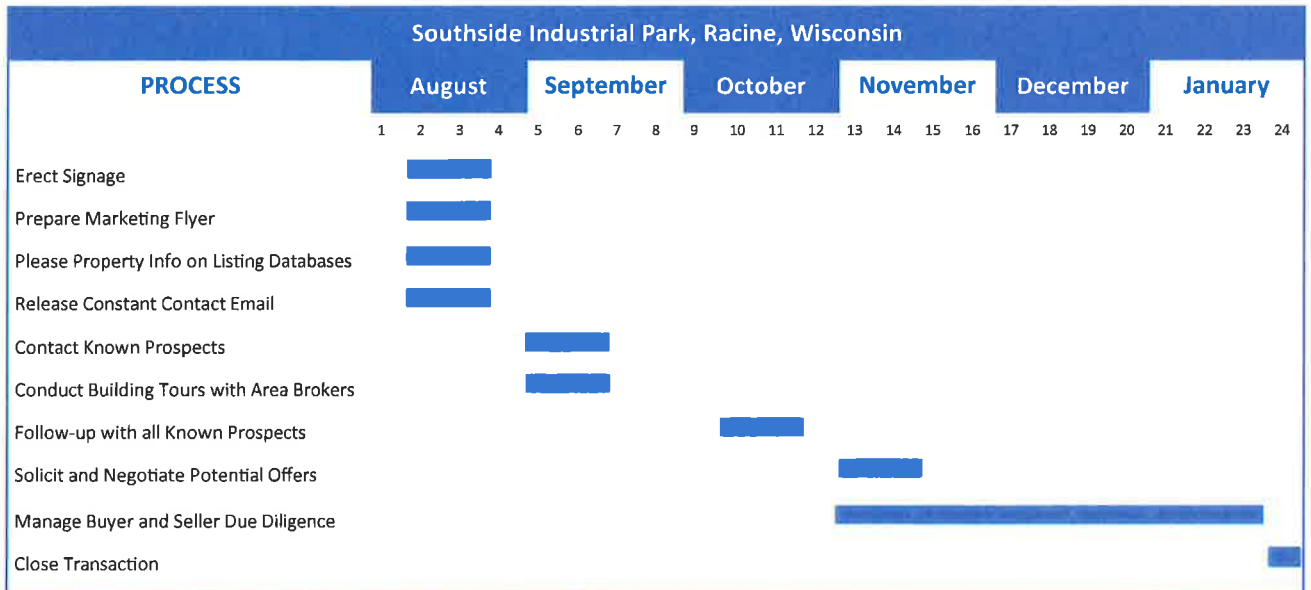 Southside Industrial Park, Racine, Wisconsin
PROCESS August September October November December January
1 2 3 4 5 6 7 8 9 10 11 12 13 14 15 16 17 18 19 20 21 22 23 24
Erect Signage
Prepare Marketing Flyer
Please Property Info on Listing Databases
Release Constant Contact Email
Contact Known Prospects
Conduct Building Tours with Area Brokers
Follow-up with all Known Prospects
Solicit and Negotiate Potential Offers
Manage Buyer and Seller Due Diligence
Close Transaction